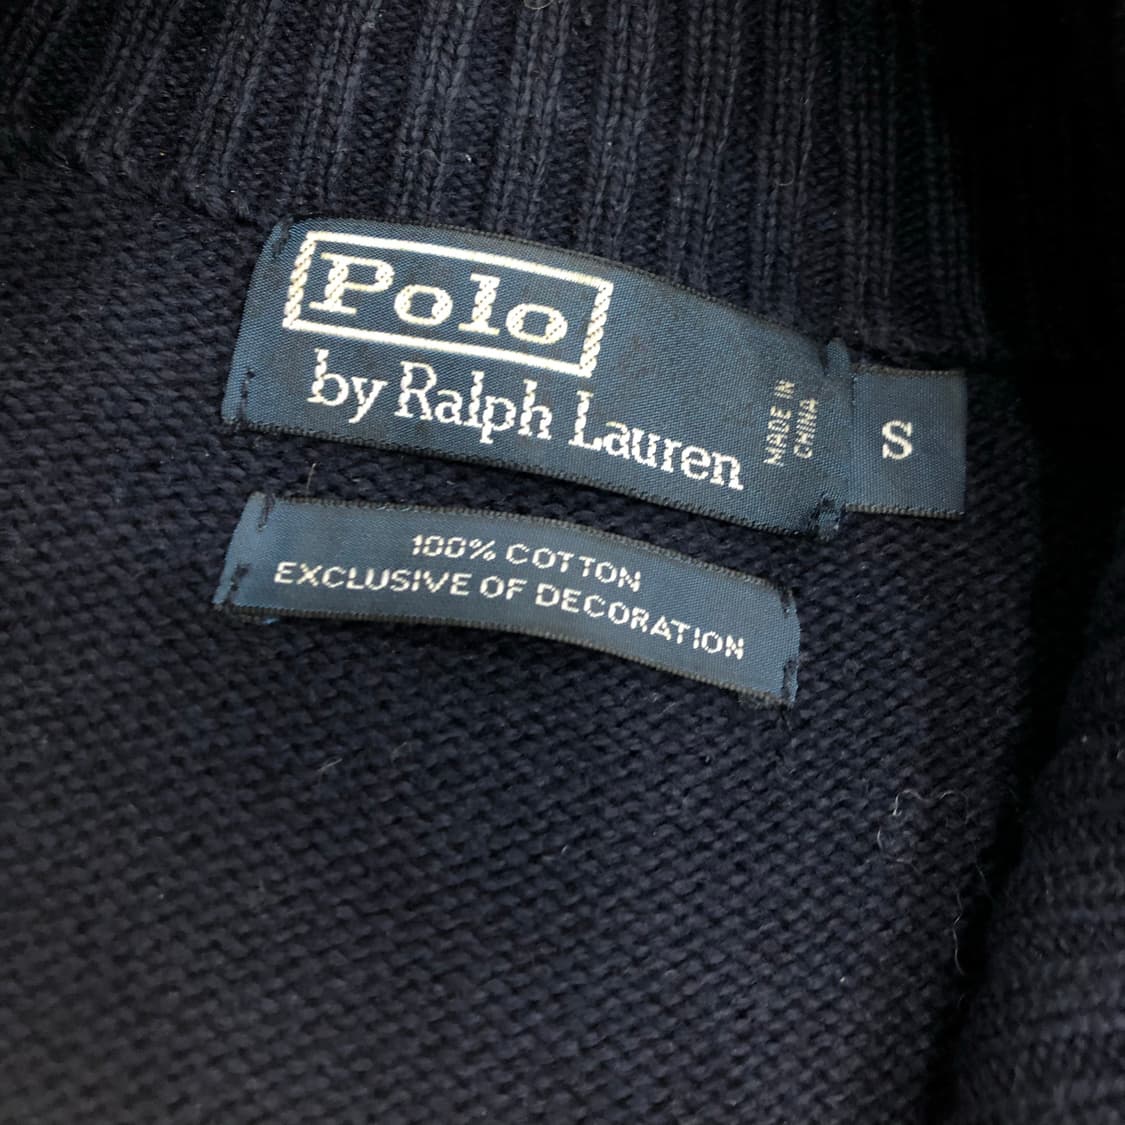 Polo
by Ralph Lauren
MADE IN
CHINA
S
100% COTTON
EXCLUSIVE OF DECORATION